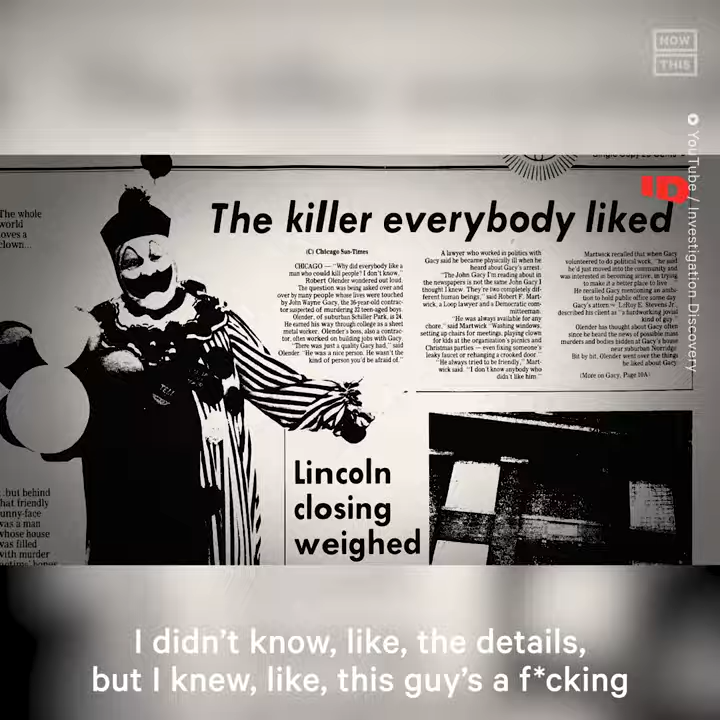 NOW
THIS
YouTube / Investigation Discovery
Single Copy 25 Cents
ID
The whole
world
loves a
clown...
The killer everybody liked
(C) Chicago Sun-Times
CHICAGO — "Why did everybody like a
man who could kill people? I don't know,"
Robert Olender wondered out loud.
The question was being asked over and
over by many people whose lives were touched
by John Wayne Gacy, the 36-year-old contrac-
tor suspected of murdering 32 teen-aged boys.
Olender, of suburban Schiller Park, is 24.
He earned his way through college as a sheet
metal worker. Olender's boss, also a contrac-
tor, often worked on building jobs with Gacy.
"There was just a quality Gacy had," said
Olender. "He was a nice person. He wasn't the
kind of person you'd be afraid of."
A lawyer who worked in politics with
Gacy said he became physically ill when he
heard about Gacy's arrest.
"The John Gacy I'm reading about in
the newspapers is not the same John Gacy I
thought I knew. They're two completely dif-
ferent human beings," said Robert F. Mart-
wick, a Loop lawyer and Democratic com-
mitteeman.
"He was always available for any
chore," said Martwick. "Washing windows,
setting up chairs for meetings, playing clown
for kids at the organization's picnics and
Christmas parties — even fixing someone's
leaky faucet or rehanging a crooked door."
"He always tried to be friendly," Mart-
wick said. "I don't know anybody who
didn't like him."
Martwick recalled that when Gacy
volunteered to do political work, "he said
he'd just moved into the community and
was interested in becoming active, in trying
to make it a better place to live
He recalled Gacy mentioning an ambi-
tion to hold public office some day
Gacy's attorn LeRoy E. Stevens Jr.,
described his client as "a hardworking jovial
kind of guy
Olender has thought about Gacy often
since he heard the news of possible mass
murders and bodies hidden at Gacy's house
near suburban Norridge
Bit by bit, Olender went over the things
he liked about Gacy.
(More on Gacy, Page 10A)
...but behind
that friendly
funny-face
was a man
whose house
was filled
with murder
victims' bones
Lincoln
closing
weighed
I didn't know, like, the details,
but I knew, like, this guy's a f*cking